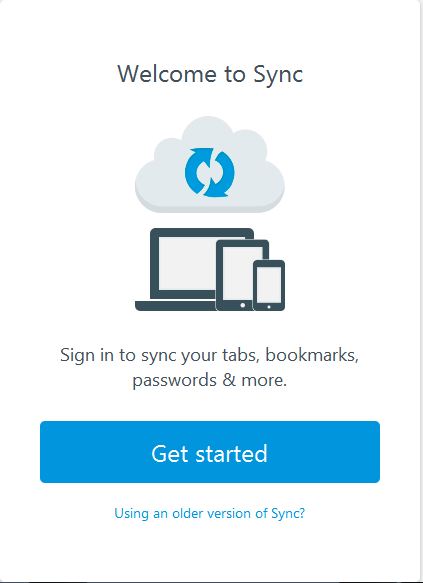 Welcome to Sync
Sign in to sync your tabs, bookmarks,
passwords & more.
Get started
Using an older version of Sync?